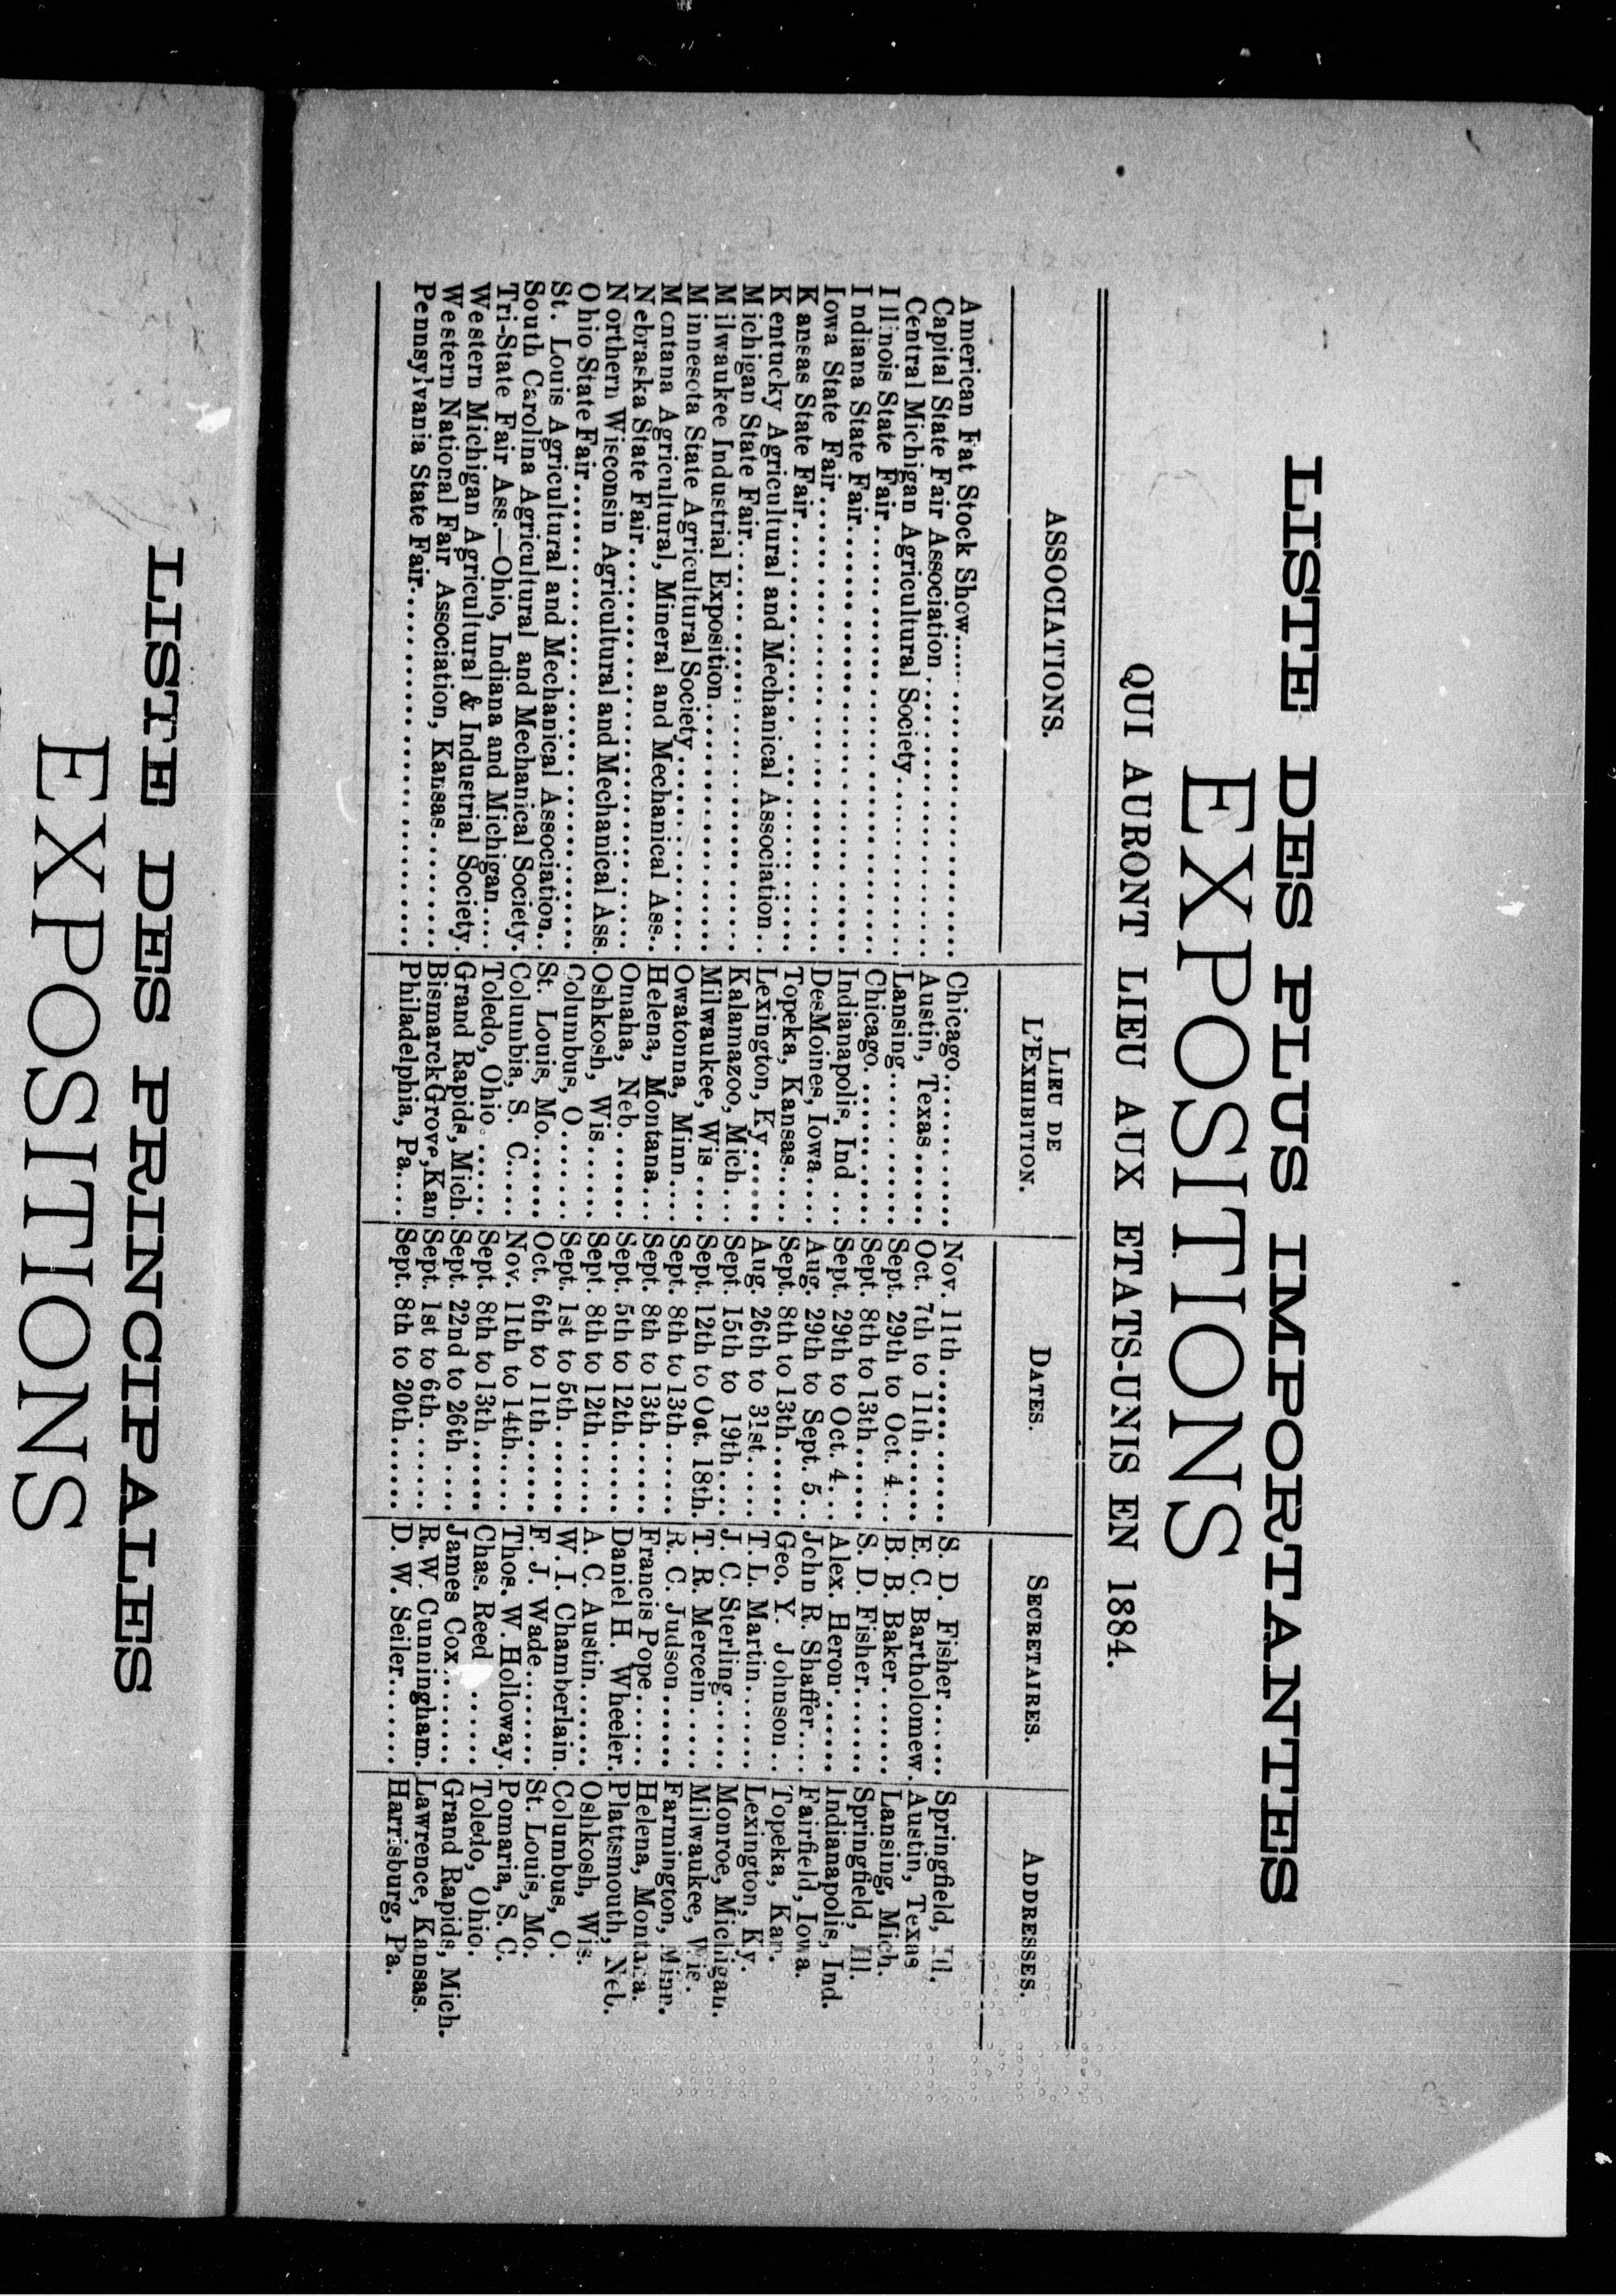 LISTE DES PLUS IMPORTANTES
EXPOSITIONS
QUI AURONT LIEU AUX ETATS-UNIS EN 1884.
ASSOCIATIONS. LIEU DE L'EXHIBITION. DATES. SECRETAIRES. ADDRESSES.
American Fat Stock Show..... Chicago..... Nov. 11th..... S. D. Fisher..... Springfield, Ill.
Capital State Fair Association..... Austin, Texas..... Oct. 7th to 11th..... E. C. Bartholomew. Austin, Texas
Central Michigan Agricultural Society..... Lansing..... Sept. 29th to Oct. 4... B. B. Baker..... Lansing, Mich.
Illinois State Fair..... Chicago..... Sept. 8th to 13th..... S. D. Fisher..... Springfield, Ill.
Indiana State Fair..... Indianapolis, Ind... Sept. 29th to Oct. 4... Alex. Heron..... Indianapolis, Ind.
Iowa State Fair..... DesMoines, Iowa.... Aug. 29th to Sept. 5.. John R. Shaffer.... Fairfield, Iowa.
Kansas State Fair..... Topeka, Kansas.... Sept. 8th to 13th..... Geo. Y. Johnson... Topeka, Kan.
Kentucky Agricultural and Mechanical Association.. Lexington, Ky..... Aug. 26th to 31st..... T. L. Martin..... Lexington, Ky.
Michigan State Fair..... Kalamazoo, Mich... Sept. 15th to 19th.... J. C. Sterling..... Monroe, Michigan.
Milwaukee Industrial Exposition..... Milwaukee, Wis.... Sept. 12th to Oct. 18th. T. R. Mercein..... Milwaukee, Wis.
Minnesota State Agricultural Society..... Owatonna, Minn.... Sept. 8th to 13th..... R. C. Judson..... Farmington, Minn.
Montana Agricultural, Mineral and Mechanical Ass.. Helena, Montana... Sept. 8th to 13th..... Francis Pope..... Helena, Montana.
Nebraska State Fair..... Omaha, Neb..... Sept. 5th to 12th..... Daniel H. Wheeler. Plattsmouth, Neb.
Northern Wisconsin Agricultural and Mechanical Ass. Oshkosh, Wis..... Sept. 8th to 12th..... A. C. Austin..... Oshkosh, Wis.
Ohio State Fair..... Columbus, O..... Sept. 1st to 5th..... W. I. Chamberlain. Columbus, O.
St. Louis Agricultural and Mechanical Association.. St. Louis, Mo..... Oct. 6th to 11th..... F. J. Wade..... St. Louis, Mo.
South Carolina Agricultural and Mechanical Society. Columbia, S. C.... Nov. 11th to 14th..... Thos. W. Holloway. Pomaria, S. C.
Tri-State Fair Ass.—Ohio, Indiana and Michigan.... Toledo, Ohio..... Sept. 8th to 13th..... Chas. Reed..... Toledo, Ohio.
Western Michigan Agricultural & Industrial Society. Grand Rapids, Mich. Sept. 22nd to 26th.... James Cox..... Grand Rapids, Mich.
Western National Fair Association, Kansas..... BismarckGrove, Kan Sept. 1st to 6th..... R. W. Cunningham. Lawrence, Kansas.
Pennsylvania State Fair..... Philadelphia, Pa.... Sept. 8th to 20th..... D. W. Seiler..... Harrisburg, Pa.
LISTE DES PRINCIPALES
EXPOSITIONS